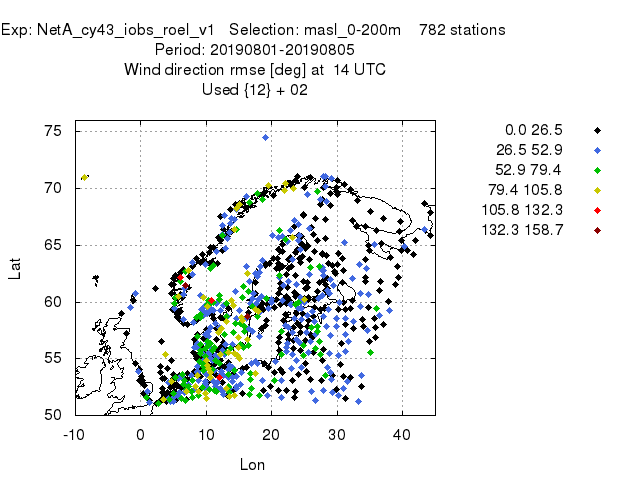 Exp: NetA_cy43_iobs_roel_v1   Selection: masl_0-200m    782 stations
Period: 20190801-20190805
Wind direction rmse [deg] at  14 UTC
Used {12} + 02
75
70
65
60
55
50
-10 0 10 20 30 40
Lat
Lon
0.0 26.5
26.5 52.9
52.9 79.4
79.4 105.8
105.8 132.3
132.3 158.7